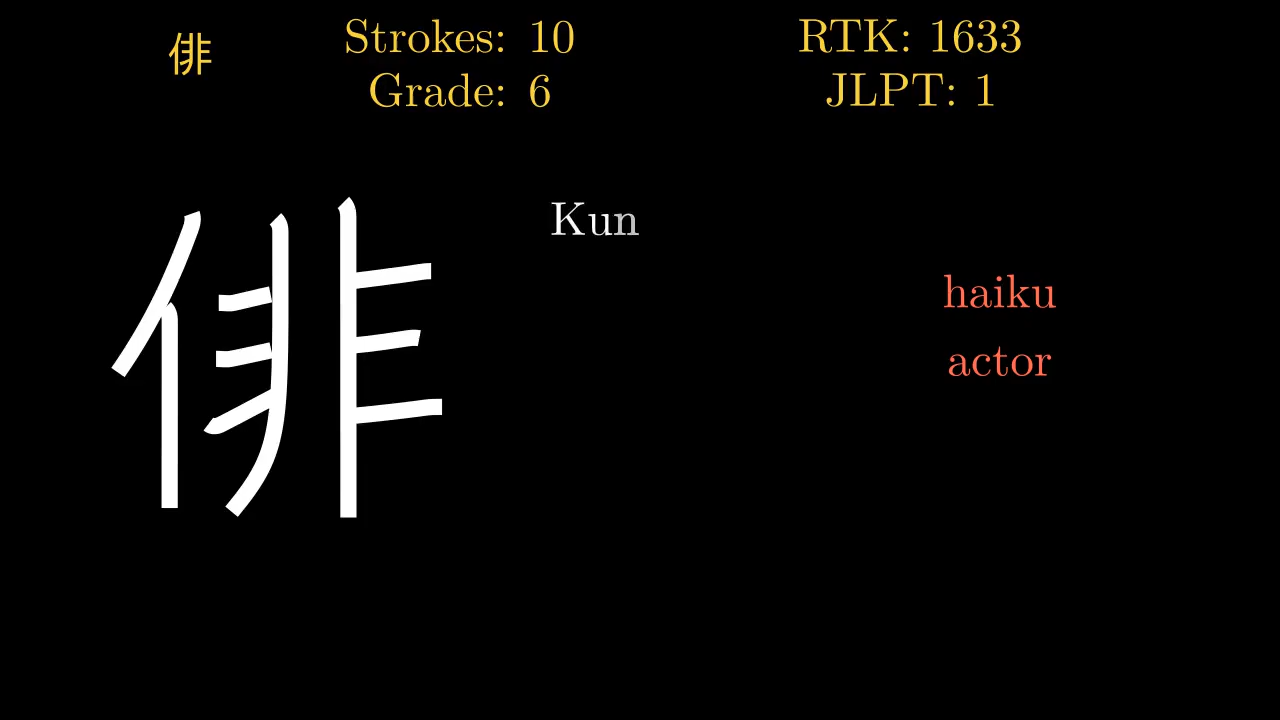 俳
Strokes: 10
Grade: 6
RTK: 1633
JLPT: 1
俳
Kun
haiku
actor